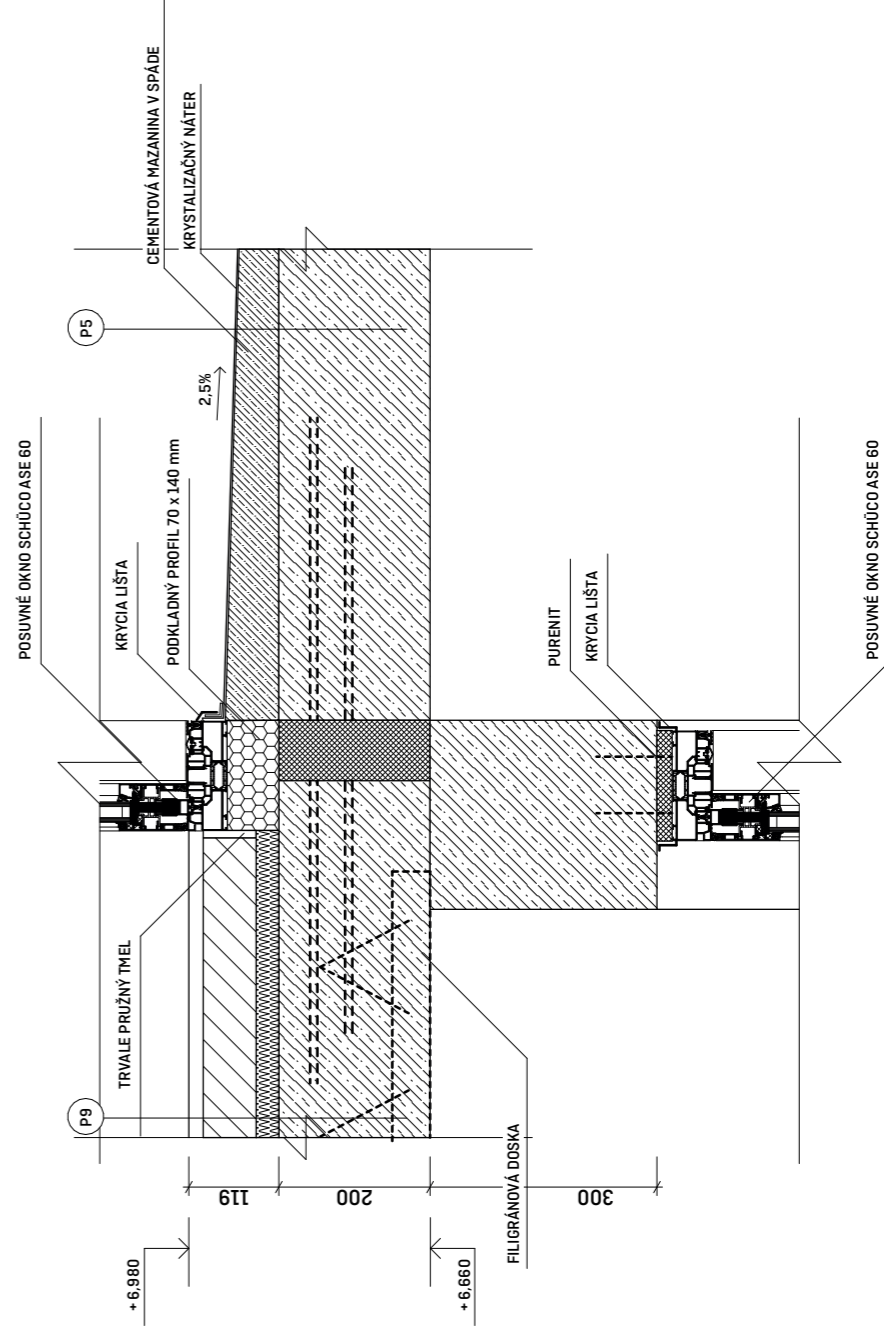 CEMENTOVÁ MAZANINA V SPÁDE
KRYSTALIZAČNÝ NÁTER
P5
2,5%
POSUVNÉ OKNO SCHÜCO ASE 60
KRYCIA LIŠTA
PODKLADNÝ PROFIL 70 x 140 mm
PURENIT
KRYCIA LIŠTA
POSUVNÉ OKNO SCHÜCO ASE 60
TRVALE PRUŽNÝ TMEL
P9
FILIGRÁNOVÁ DOSKA
119
200
300
+ 6,980
+ 6,660